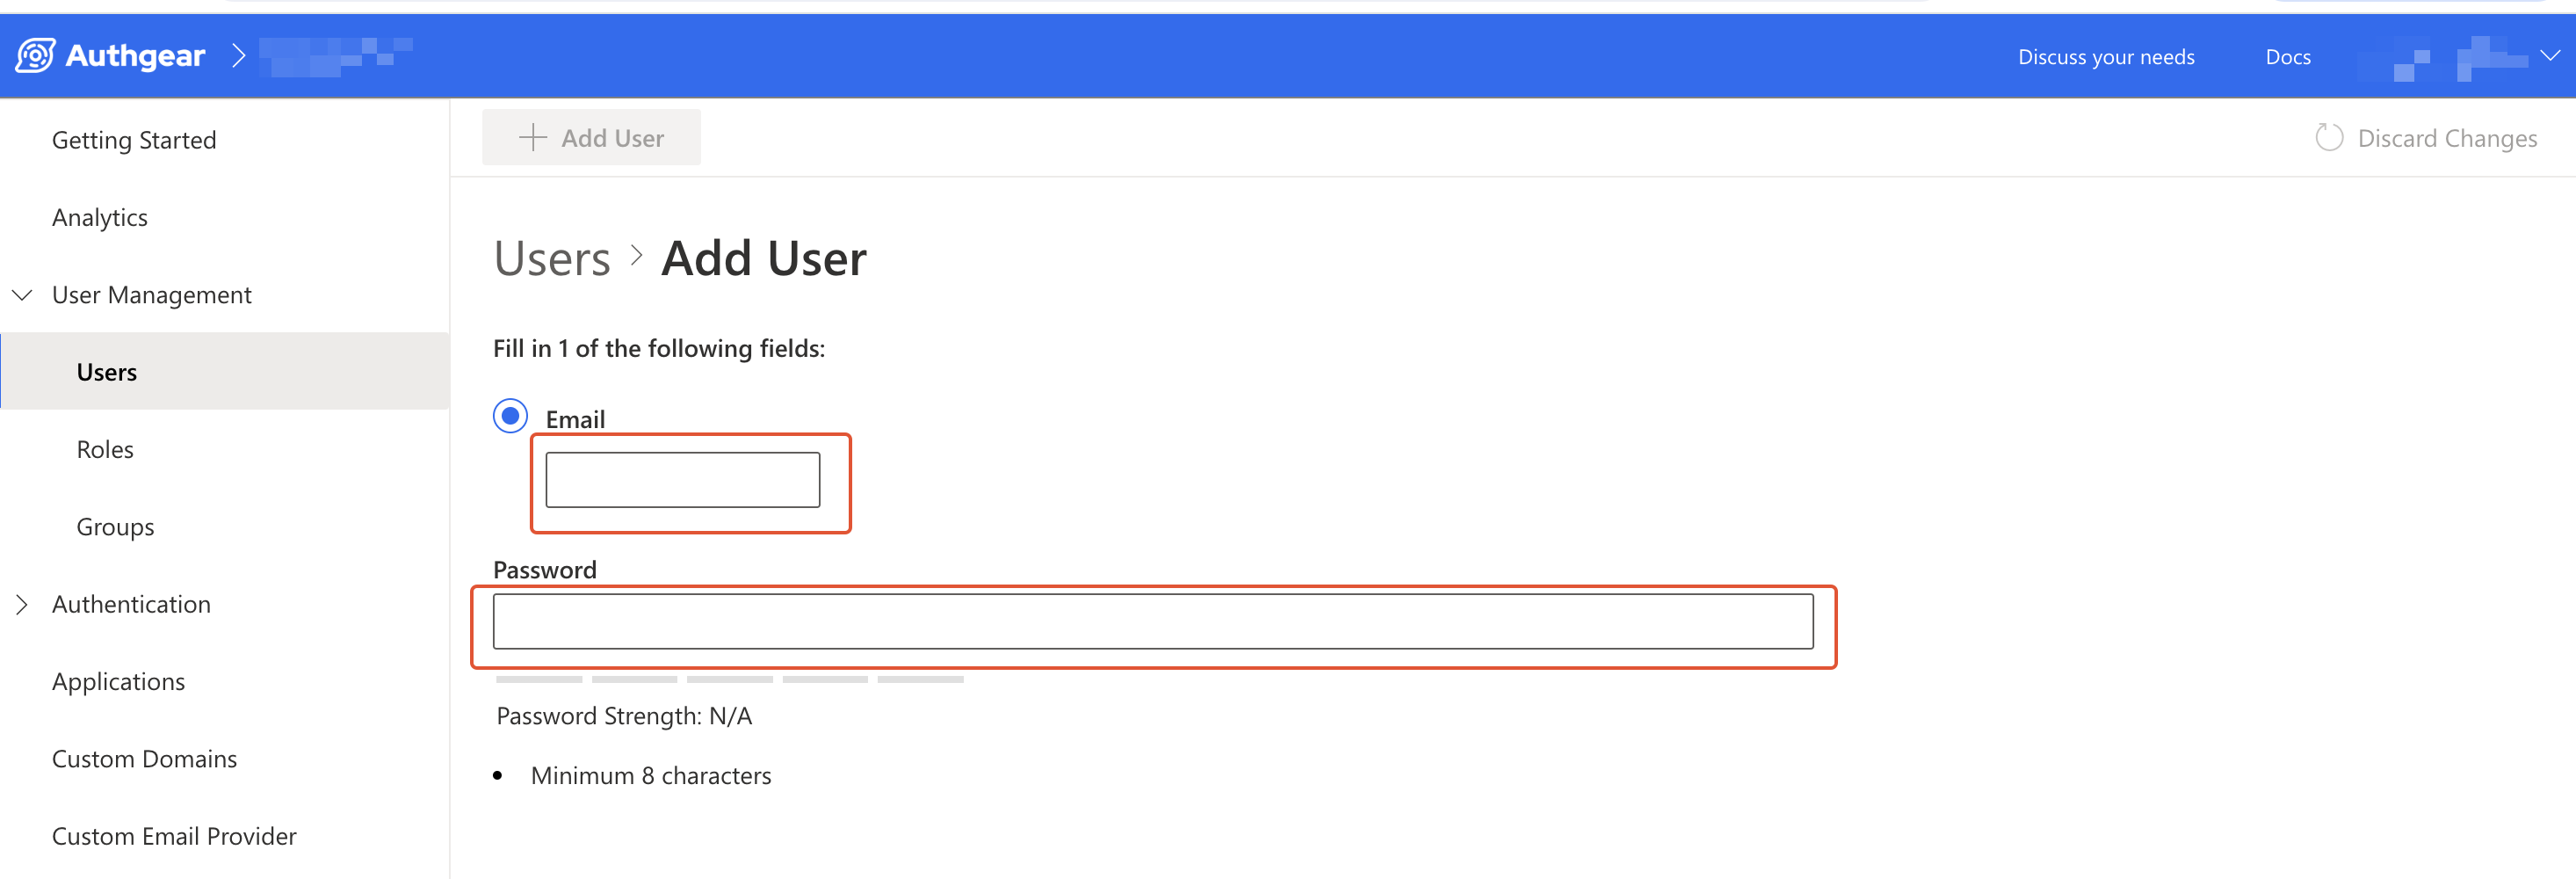 Authgear
Discuss your needs
Docs
Getting Started
Analytics
User Management
Users
Roles
Groups
Authentication
Applications
Custom Domains
Custom Email Provider
Add User
Discard Changes
Users > Add User
Fill in 1 of the following fields:
Email
Password
Password Strength: N/A
• Minimum 8 characters